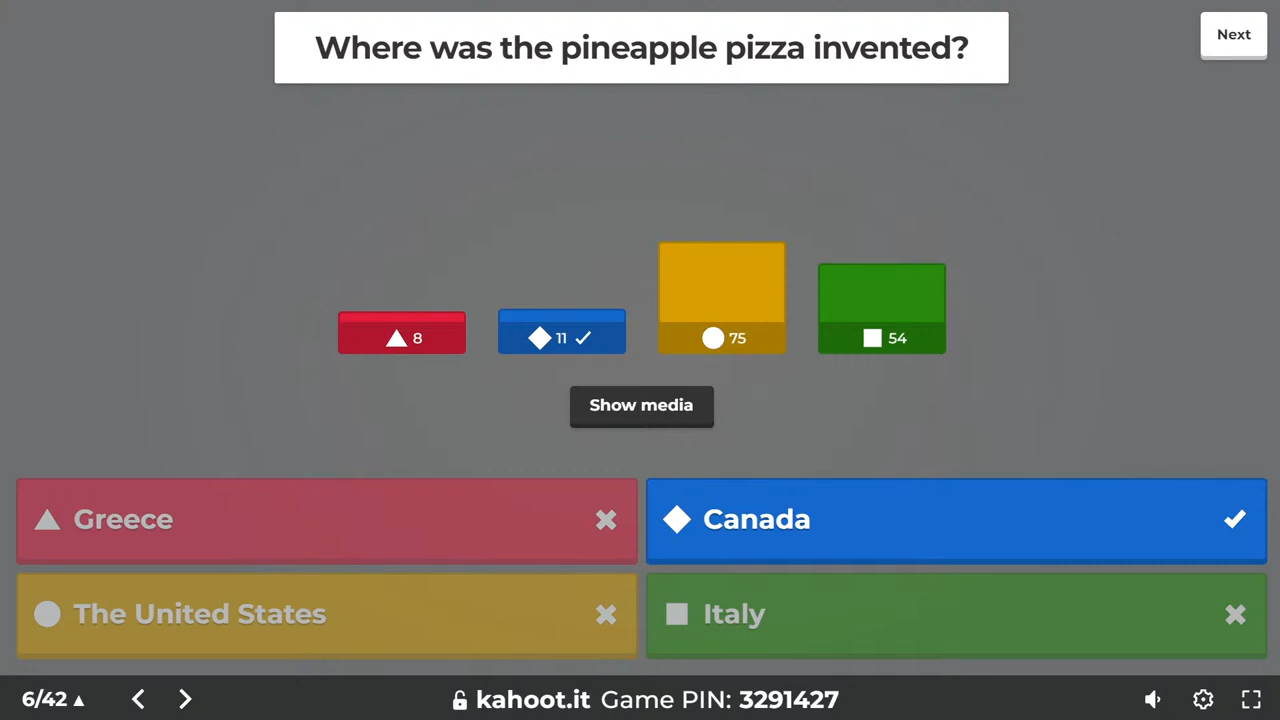 Where was the pineapple pizza invented?
Next
8
11
75
54
Show media
Greece
Canada
The United States
Italy
6/42
kahoot.it Game PIN: 3291427